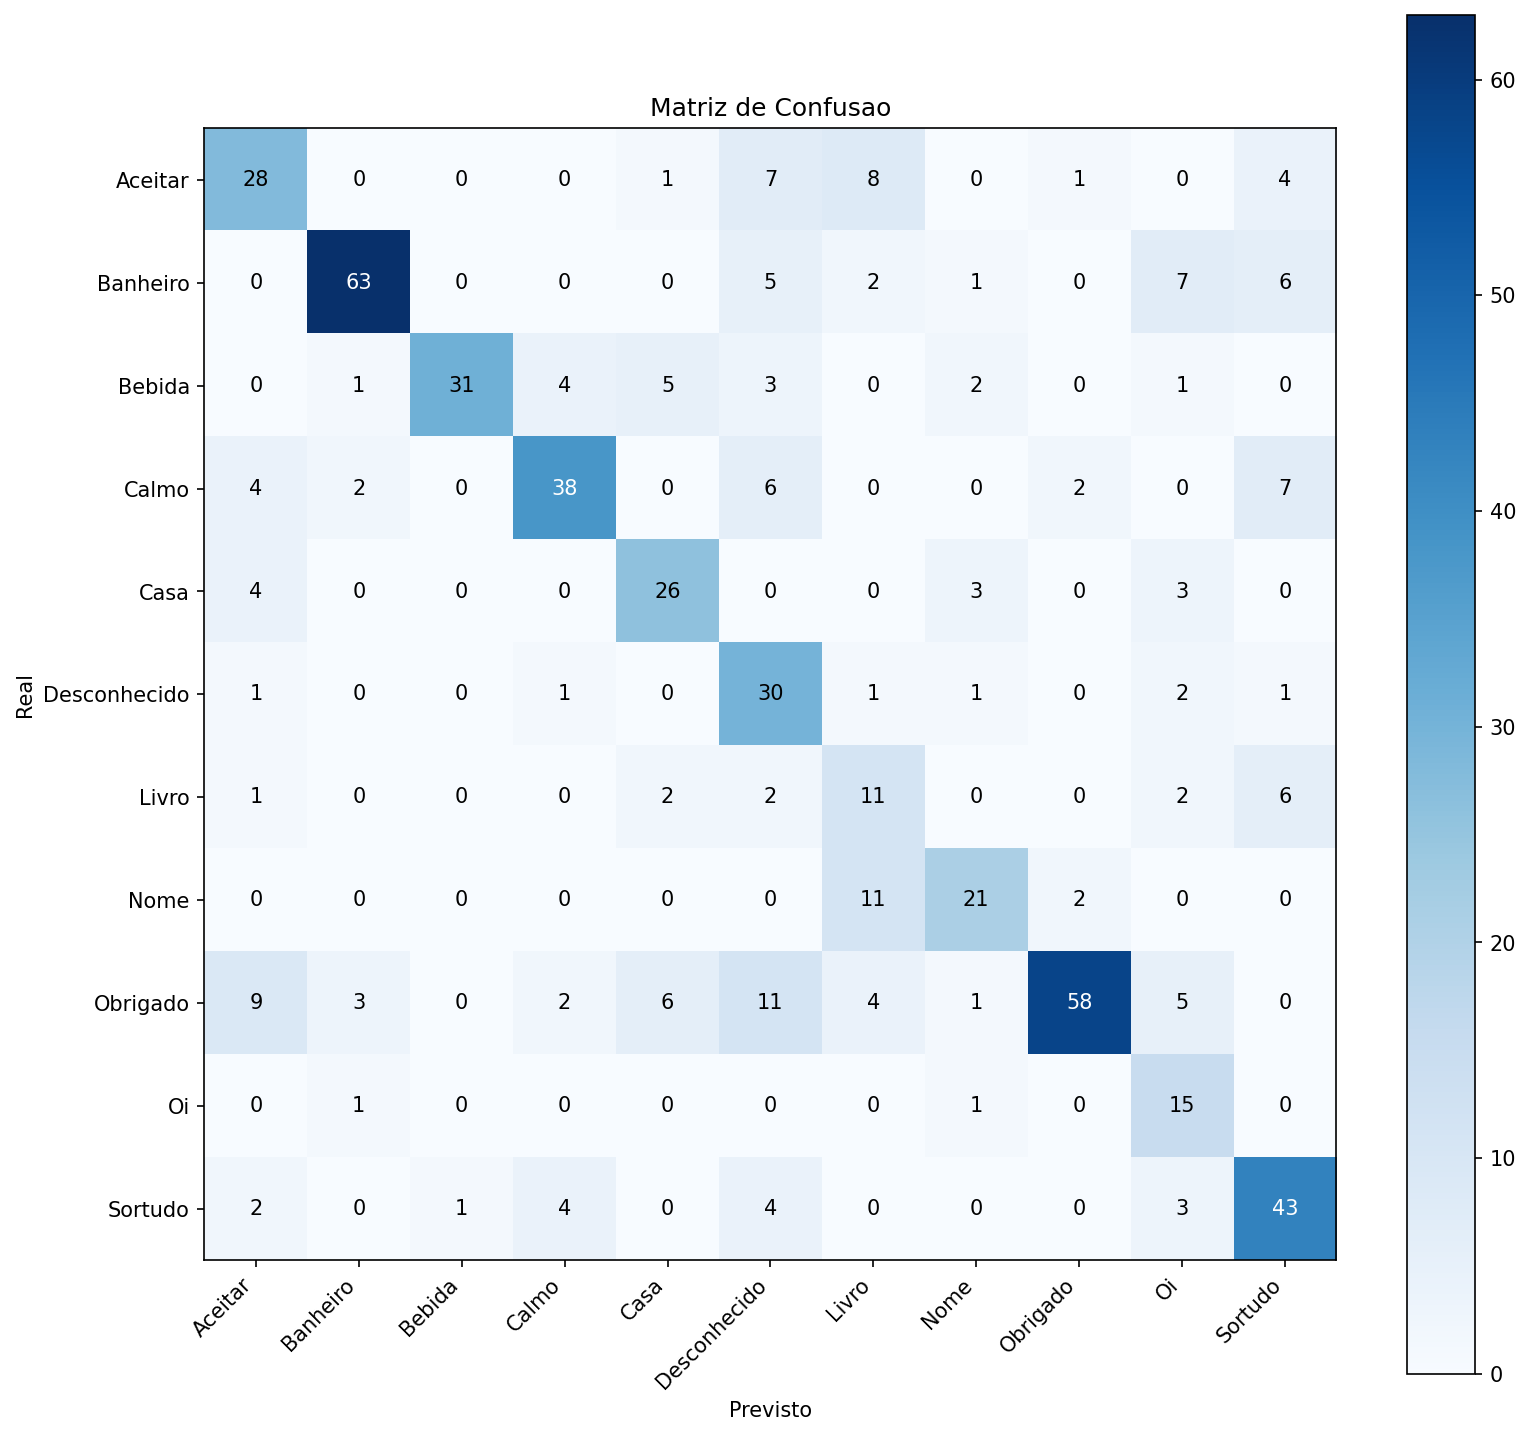 Matriz de Confusao
Aceitar 28 0 0 0 1 7 8 0 1 0 4
Banheiro 0 63 0 0 0 5 2 1 0 7 6
Bebida 0 1 31 4 5 3 0 2 0 1 0
Calmo 4 2 0 38 0 6 0 0 2 0 7
Casa 4 0 0 0 26 0 0 3 0 3 0
Desconhecido 1 0 0 1 0 30 1 1 0 2 1
Livro 1 0 0 0 2 2 11 0 0 2 6
Nome 0 0 0 0 0 0 11 21 2 0 0
Obrigado 9 3 0 2 6 11 4 1 58 5 0
Oi 0 1 0 0 0 0 0 1 0 15 0
Sortudo 2 0 1 4 0 4 0 0 0 3 43
Real
Aceitar Banheiro Bebida Calmo Casa Desconhecido Livro Nome Obrigado Oi Sortudo
Previsto
60
50
40
30
20
10
0